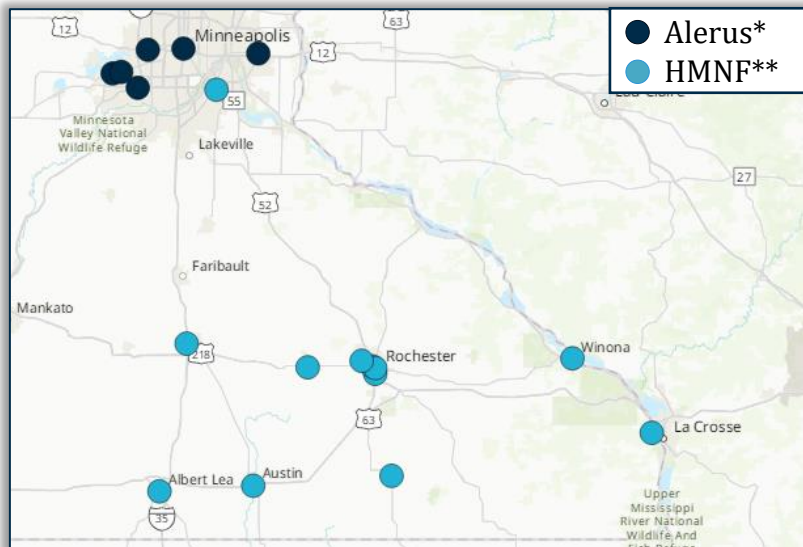 Alerus*
HMNF**
12
63
Minneapolis
12
55
Minnesota
Valley National
Wildlife Refuge
Lakeville
27
52
Faribault
Mankato
218
Rochester
Winona
63
La Crosse
Albert Lea
Austin
35
Upper
Mississippi
River National
Wildlife And